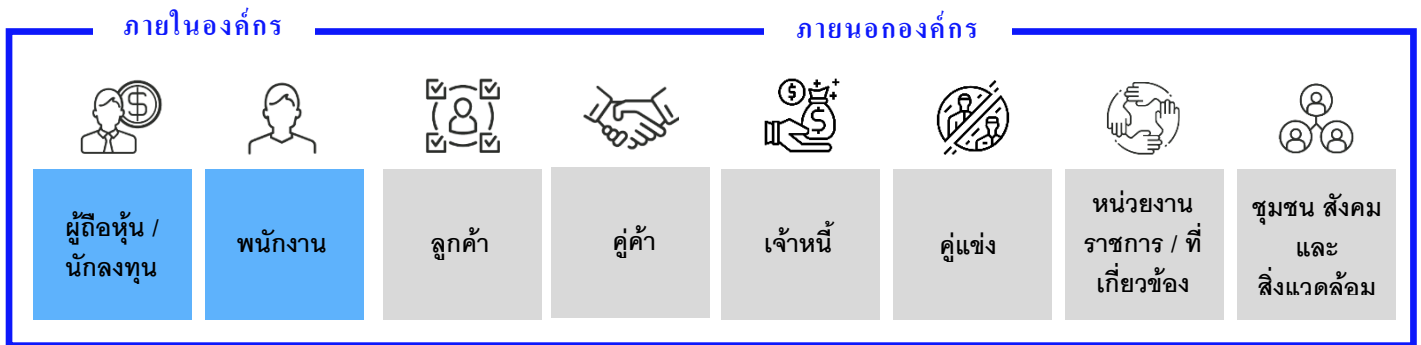 ภายในองค์กร
ภายนอกองค์กร
ผู้ถือหุ้น /
นักลงทุน
พนักงาน
ลูกค้า
คู่ค้า
เจ้าหนี้
คู่แข่ง
หน่วยงาน
ราชการ / ที่
เกี่ยวข้อง
ชุมชน สังคม
และ
สิ่งแวดล้อม